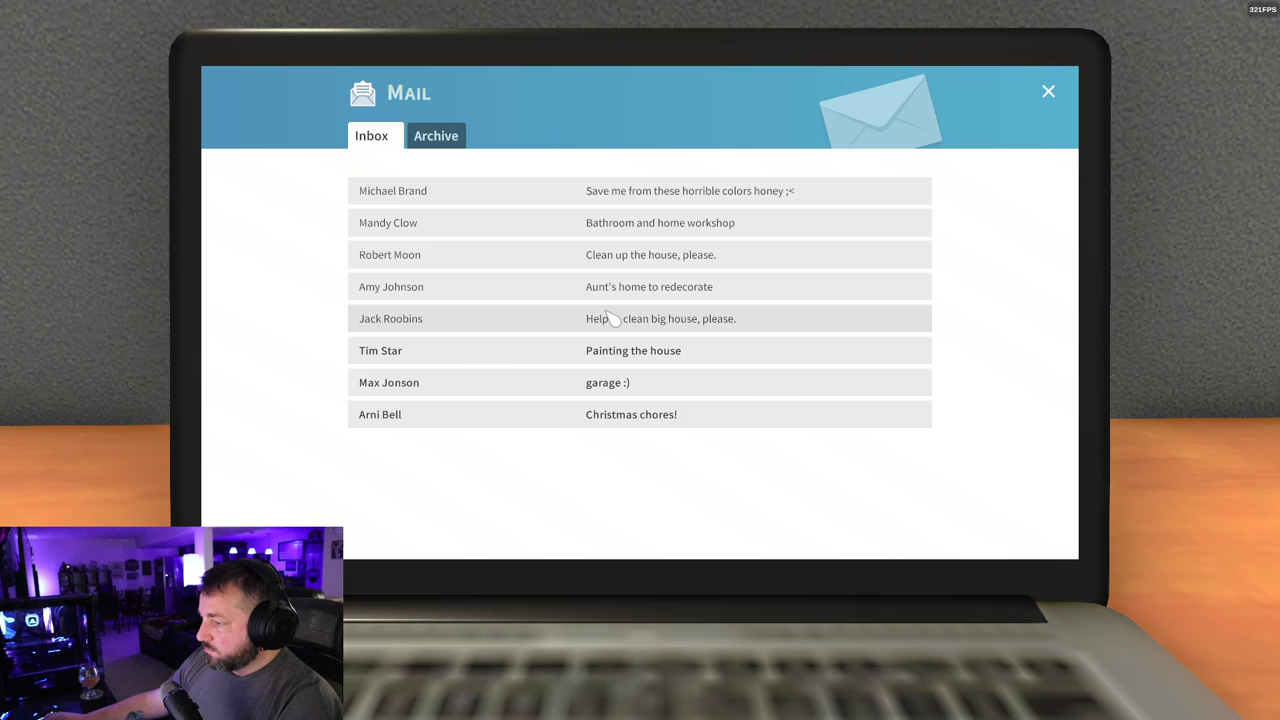 321FPS
MAIL
Inbox
Archive
Michael Brand Save me from these horrible colors honey ;<
Mandy Clow Bathroom and home workshop
Robert Moon Clean up the house, please.
Amy Johnson Aunt's home to redecorate
Jack Roobins Help clean big house, please.
Tim Star Painting the house
Max Jonson garage :)
Arni Bell Christmas chores!